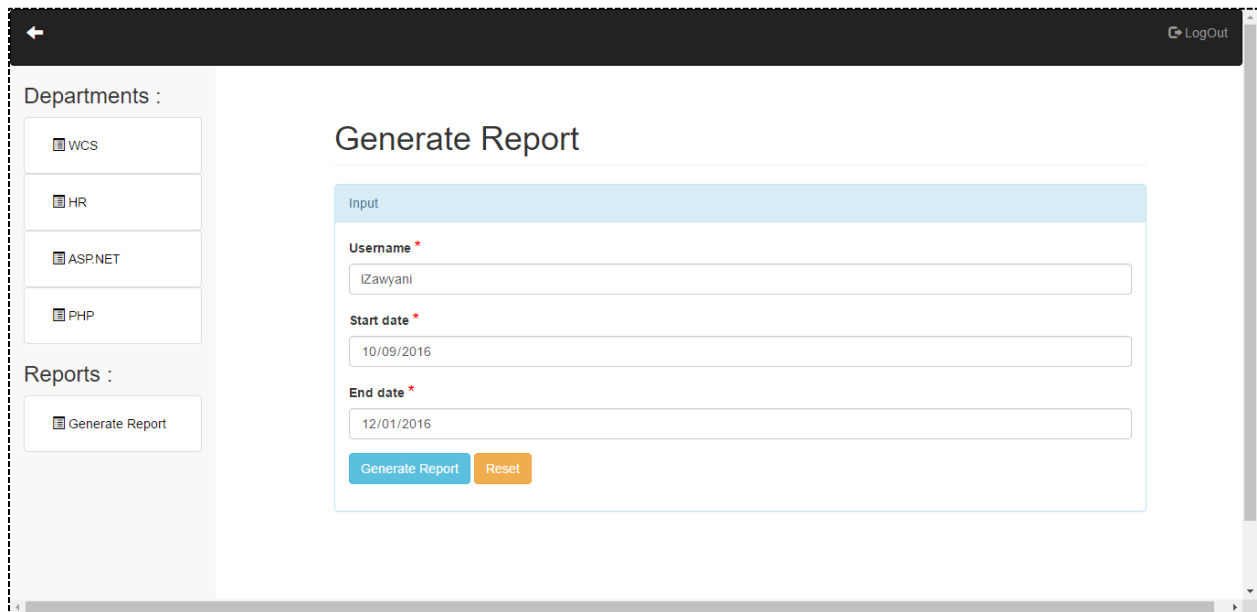 LogOut
Departments :
WCS
HR
ASP.NET
PHP
Reports :
Generate Report
Generate Report
Input
Username *
IZawyani
Start date *
10/09/2016
End date *
12/01/2016
Generate Report Reset